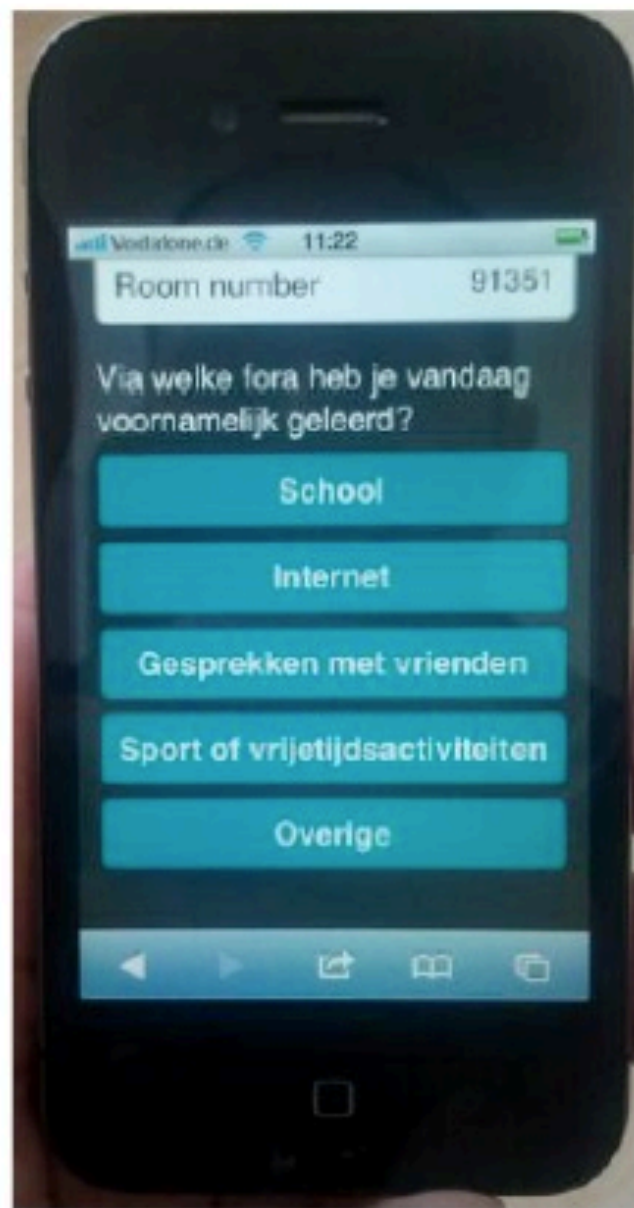 Vodafone.de 11:22
Room number 91351
Via welke fora heb je vandaag
voornamelijk geleerd?
School
Internet
Gesprekken met vrienden
Sport of vrijetijdsactiviteiten
Overige